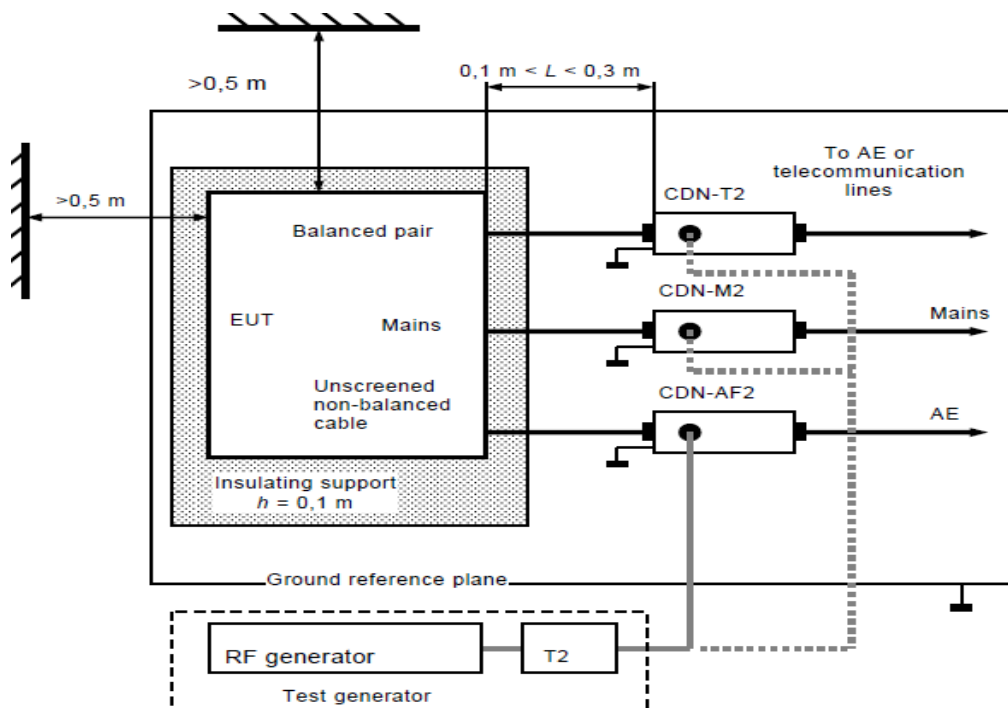 >0,5 m
0,1 m < L < 0,3 m
>0,5 m
To AE or
telecommunication
lines
CDN-T2
Balanced pair
CDN-M2
EUT
Mains
Mains
Unscreened
non-balanced
cable
CDN-AF2
AE
Insulating support
h = 0,1 m
Ground reference plane
RF generator
T2
Test generator